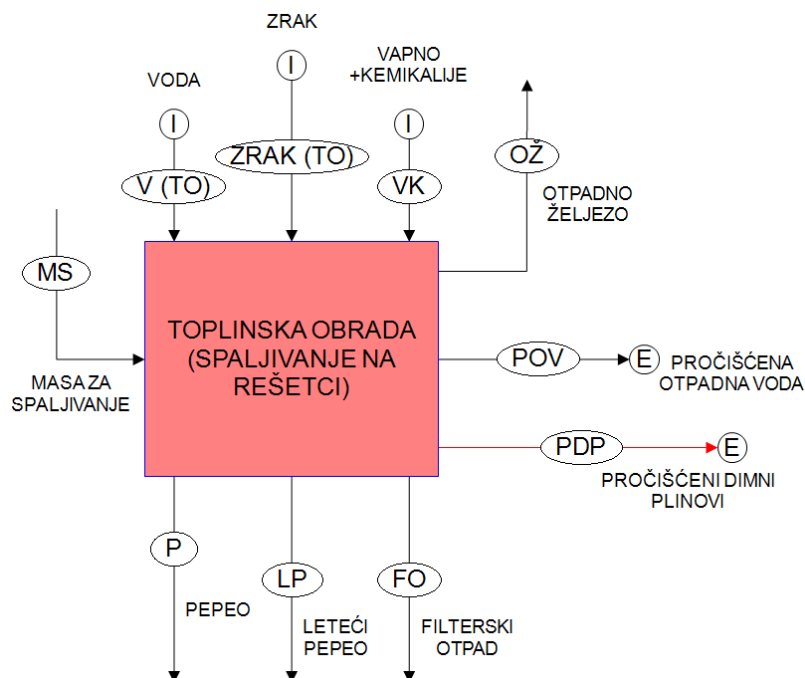 ZRAK
I
VODA
I
VAPNO
+KEMIKALIJE
I
ZRAK (TO)
V (TO)
VK
OŽ
OTPADNO
ŽELJEZO
MS
MASA ZA
SPALJIVANJE
TOPLINSKA OBRADA
(SPALJIVANJE NA
REŠETCI)
POV
E
PROČIŠĆENA
OTPADNA VODA
PDP
E
PROČIŠĆENI DIMNI
PLINOVI
P
PEPEO
LP
LETEĆI
PEPEO
FO
FILTERSKI
OTPAD